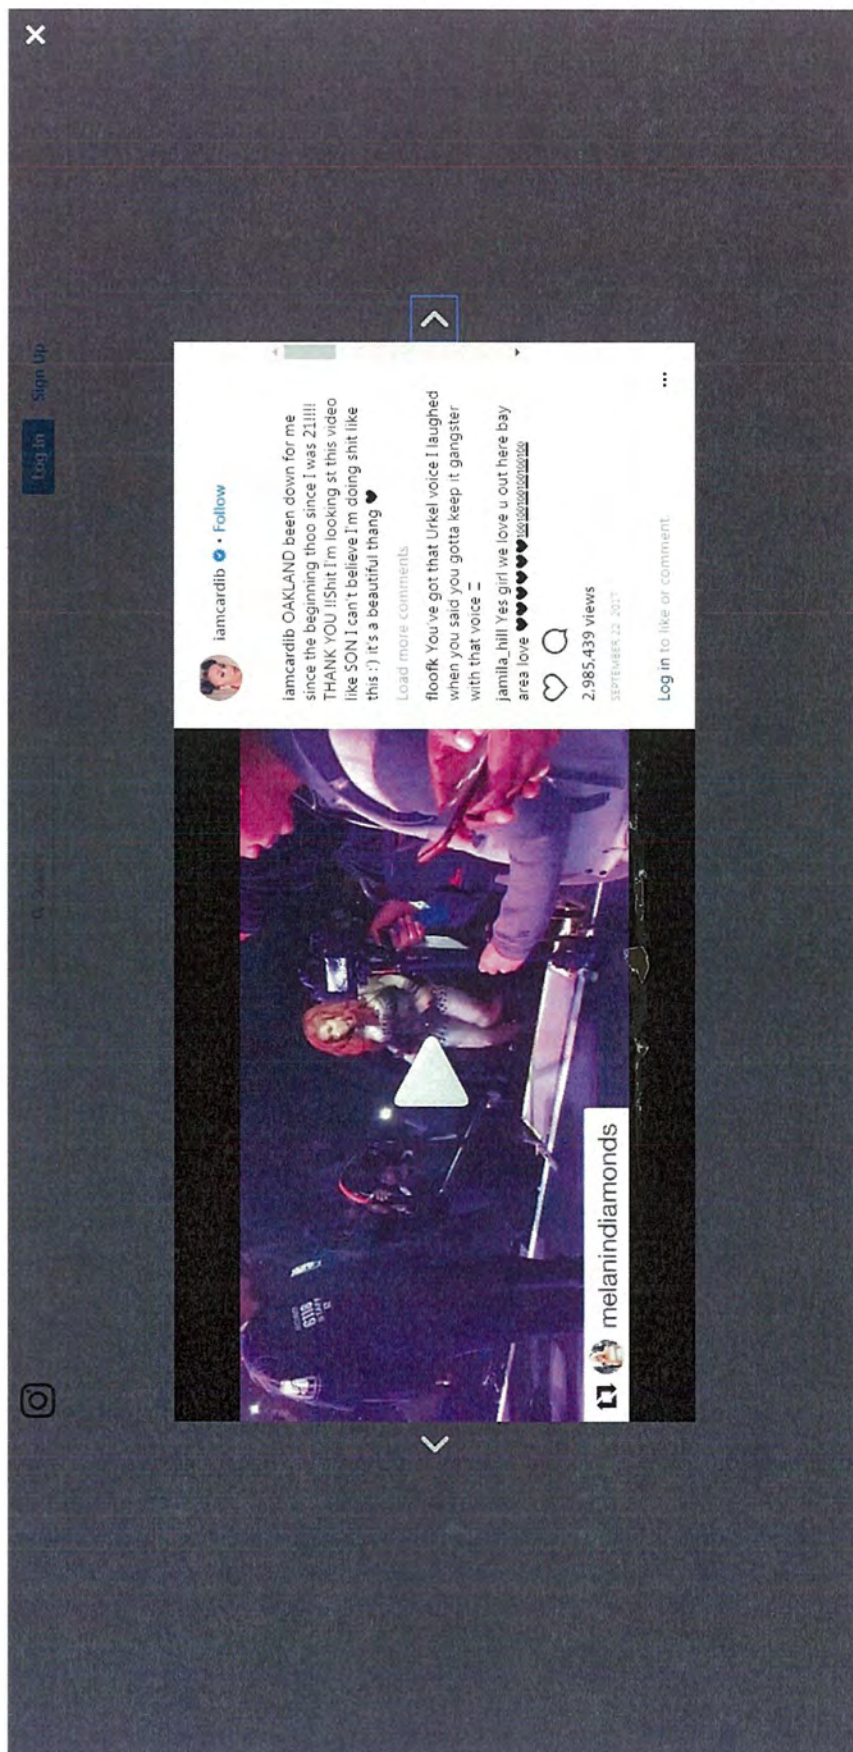 Search
Log In
Sign Up
iamcardib • Follow
iamcardib OAKLAND been down for me
since the beginning thoo since I was 21!!!!
THANK YOU !!Shit I'm looking st this video
like SON I can't believe I'm doing shit like
this :) it's a beautiful thang ♥
Load more comments
floofk You've got that Urkel voice I laughed
when you said you gotta keep it gangster
with that voice =
jamila_hill Yes girl we love u out here bay
area love ♥♥♥♥♥♥♥100100100100100100
2,985,439 views
SEPTEMBER 22, 2017
Log in to like or comment.
melanindiamonds